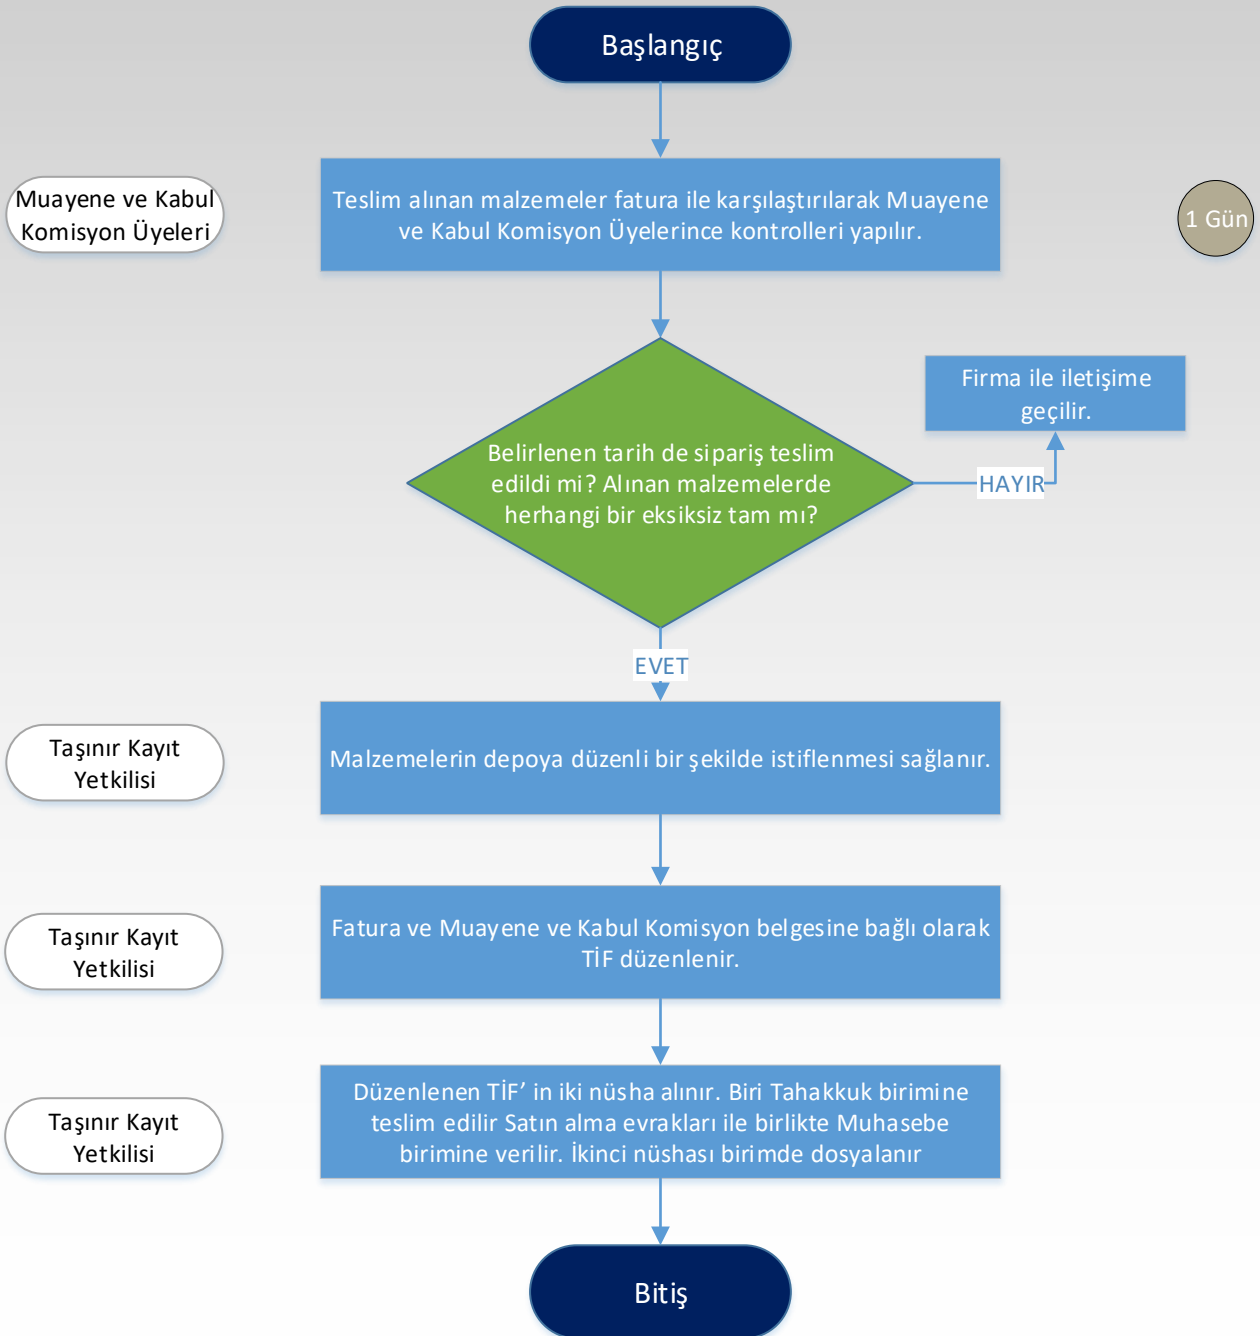 Başlangıç
Muayene ve Kabul
Komisyon Üyeleri
Teslim alınan malzemeler fatura ile karşılaştırılarak Muayene
ve Kabul Komisyon Üyelerince kontrolleri yapılır.
1 Gün
Firma ile iletişime
geçilir.
Belirlenen tarih de sipariş teslim
edildi mi? Alınan malzemelerde
herhangi bir eksiksiz tam mı?
HAYIR
EVET
Taşınır Kayıt
Yetkilisi
Malzemelerin depoya düzenli bir şekilde istiflenmesi sağlanır.
Taşınır Kayıt
Yetkilisi
Fatura ve Muayene ve Kabul Komisyon belgesine bağlı olarak
TİF düzenlenir.
Taşınır Kayıt
Yetkilisi
Düzenlenen TİF’ in iki nüsha alınır. Biri Tahakkuk birimine
teslim edilir Satın alma evrakları ile birlikte Muhasebe
birimine verilir. İkinci nüshası birimde dosyalanır
Bitiş